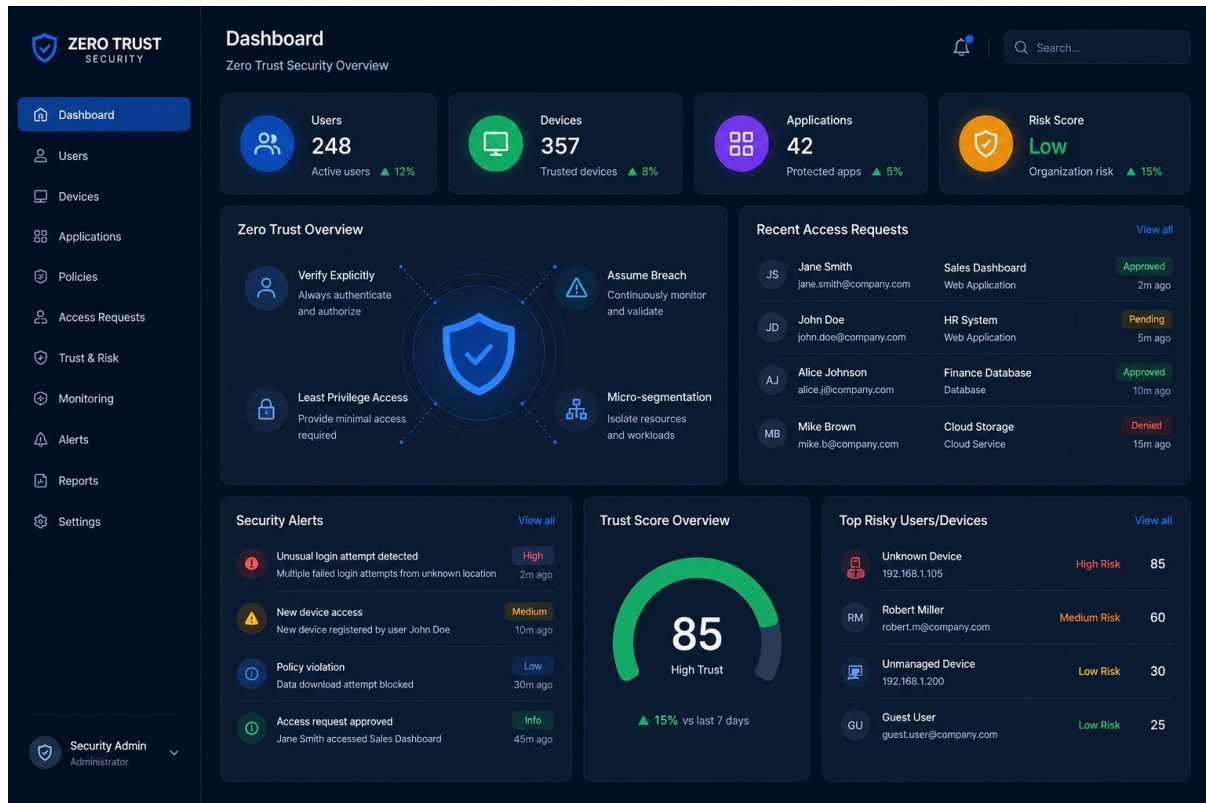 ZERO TRUST
SECURITY
Dashboard
Users
Devices
Applications
Policies
Access Requests
Trust & Risk
Monitoring
Alerts
Reports
Settings
Security Admin
Administrator
Dashboard
Zero Trust Security Overview
Search...
Users
248
Active users ▲ 12%
Devices
357
Trusted devices ▲ 8%
Applications
42
Protected apps ▲ 5%
Risk Score
Low
Organization risk ▲ 15%
Zero Trust Overview
Verify Explicitly
Always authenticate
and authorize
Assume Breach
Continuously monitor
and validate
Least Privilege Access
Provide minimal access
required
Micro-segmentation
Isolate resources
and workloads
Recent Access Requests View all
JS
Jane Smith Sales Dashboard Approved
jane.smith@company.com Web Application 2m ago
JD
John Doe HR System Pending
john.doe@company.com Web Application 5m ago
AJ
Alice Johnson Finance Database Approved
alice.j@company.com Database 10m ago
MB
Mike Brown Cloud Storage Denied
mike.b@company.com Cloud Service 15m ago
Security Alerts View all
Unusual login attempt detected High
Multiple failed login attempts from unknown location 2m ago
New device access Medium
New device registered by user John Doe 10m ago
Policy violation Low
Data download attempt blocked 30m ago
Access request approved Info
Jane Smith accessed Sales Dashboard 45m ago
Trust Score Overview
85
High Trust
▲ 15% vs last 7 days
Top Risky Users/Devices View all
Unknown Device High Risk 85
192.168.1.105
RM
Robert Miller Medium Risk 60
robert.m@company.com
Unmanaged Device Low Risk 30
192.168.1.200
GU
Guest User Low Risk 25
guest.user@company.com